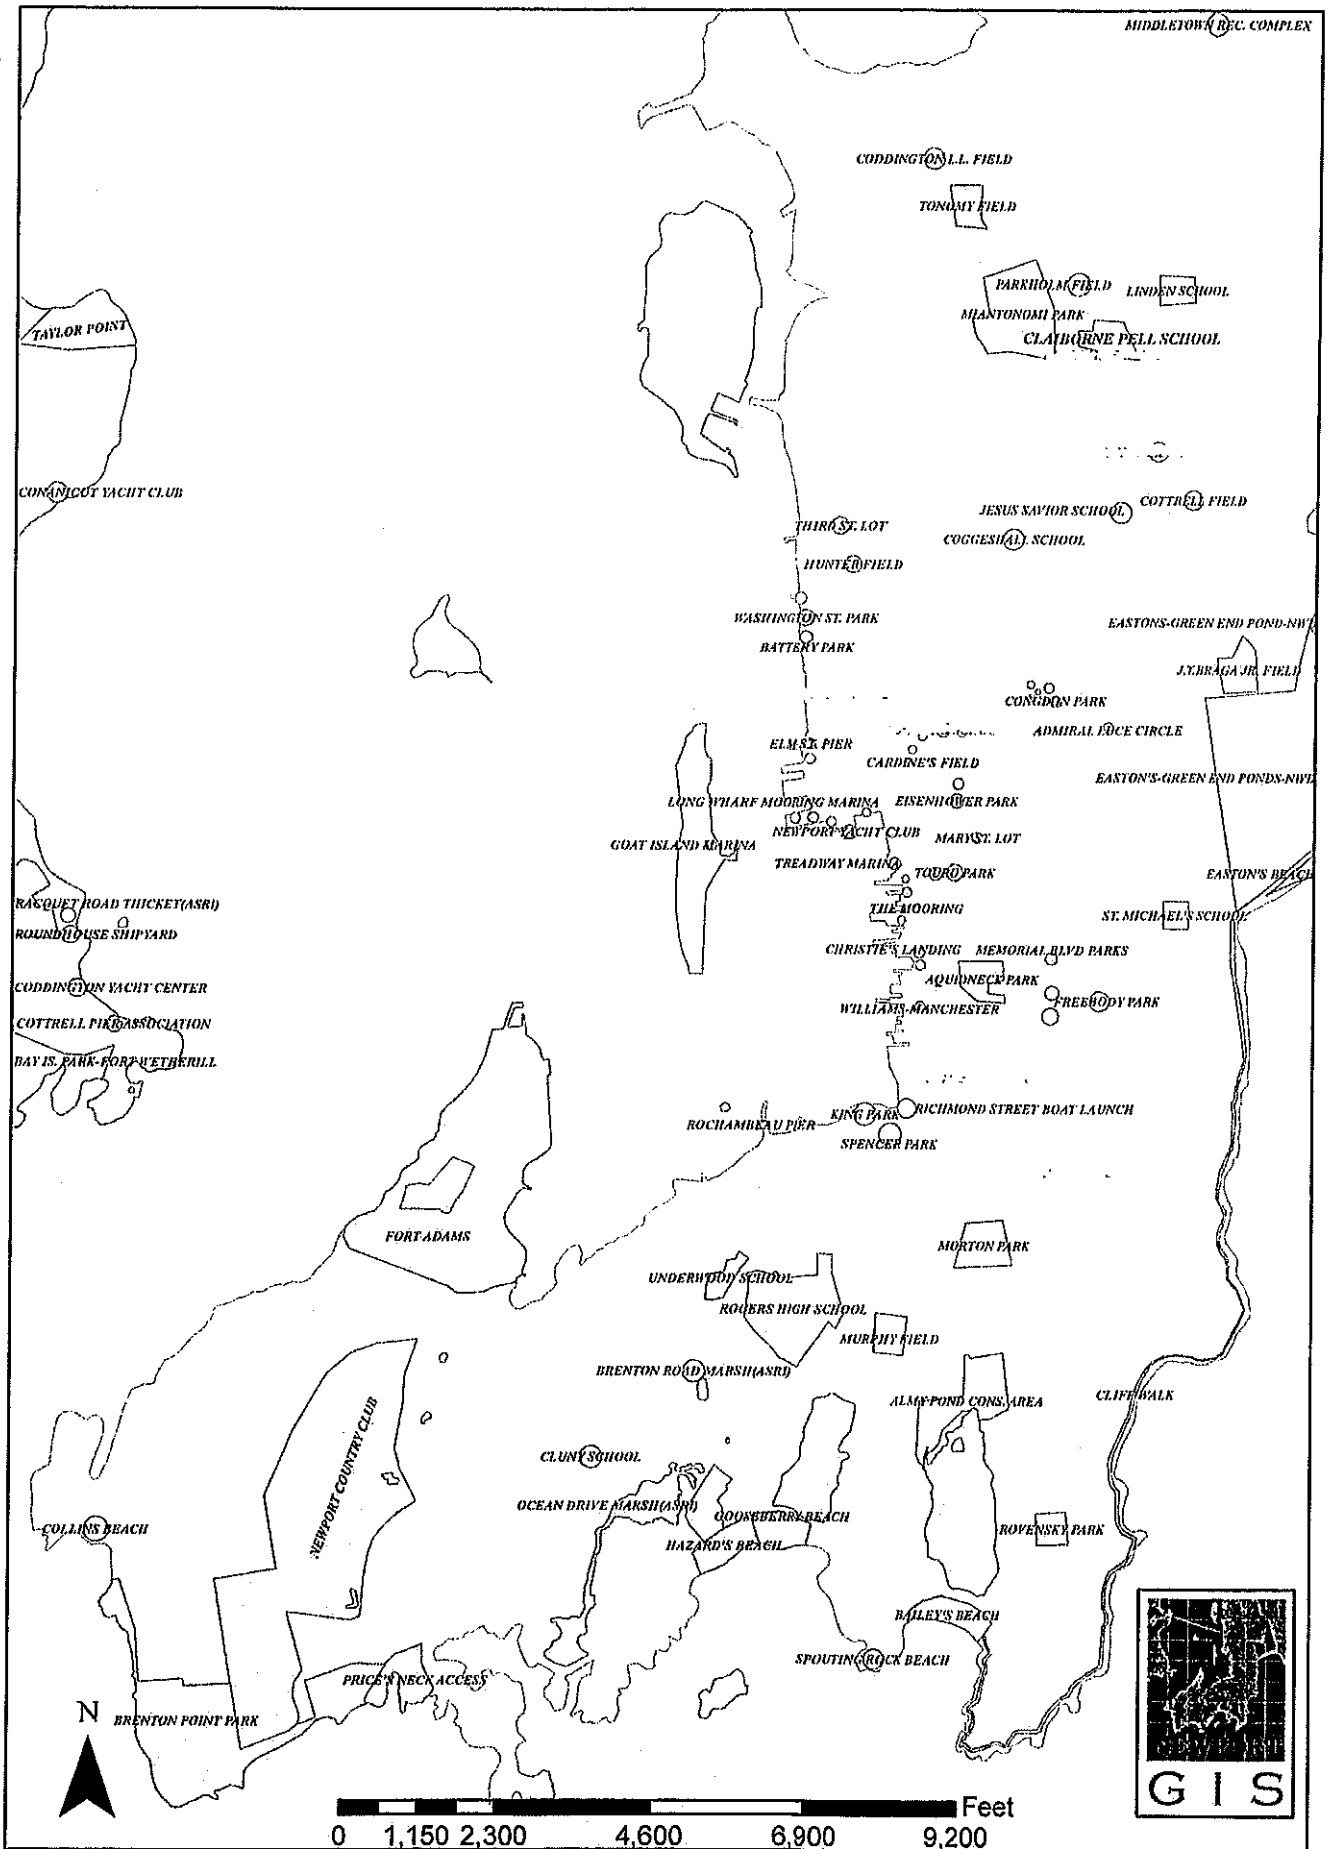 MIDDLETOWN REC. COMPLEX
CODDINGTON L.L. FIELD
TONOMY FIELD
PARKHOLM FIELD
LINDEN SCHOOL
MIANTONOMI PARK
TAYLOR POINT
CLAIBORNE PELL SCHOOL
CONANICUT YACHT CLUB
COTTRELL FIELD
JESUS SAVIOR SCHOOL
THIRD ST. LOT
COGGESHALL SCHOOL
HUNTER FIELD
WASHINGTON ST. PARK
EASTONS-GREEN END POND-NWD
BATTERY PARK
J.T.BRAGA JR. FIELD
CONGDON PARK
ADMIRAL LUCE CIRCLE
ELM ST. PIER
CARDINE'S FIELD
EASTON'S-GREEN END PONDS-NWD
LONG WHARF MOORING MARINA
EISENHOWER PARK
NEWPORT YACHT CLUB
MARY ST. LOT
GOAT ISLAND MARINA
TREADWAY MARINA
TOURO PARK
EASTON'S BEACH
RACQUET ROAD THICKET(ASRI)
THE MOORING
ST. MICHAEL'S SCHOOL
ROUNDHOUSE SHIPYARD
CHRISTIE'S LANDING
MEMORIAL BLVD PARKS
AQUIDNECK PARK
CODDINGTON YACHT CENTER
FREEBODY PARK
WILLIAMS-MANCHESTER
COTTRELL PIER ASSOCIATION
BAY IS. PARK-FORT WETHERILL
KING PARK
RICHMOND STREET BOAT LAUNCH
ROCHAMBEAU PIER
SPENCER PARK
FORT ADAMS
MORTON PARK
UNDERWOOD SCHOOL
ROGERS HIGH SCHOOL
MURPHY FIELD
BRENTON ROAD MARSH(ASRI)
ALMY POND CONS. AREA
CLIFF WALK
NEWPORT COUNTRY CLUB
CLUNY SCHOOL
OCEAN DRIVE MARSH(ASRI)
GOOSEBERRY BEACH
COLLINS BEACH
ROVENSKY PARK
HAZARD'S BEACH
BAILEY'S BEACH
SPOUTING ROCK BEACH
PRICE'S NECK ACCESS
BRENTON POINT PARK
N
NEWPORT
GIS
Feet
0 1,150 2,300 4,600 6,900 9,200